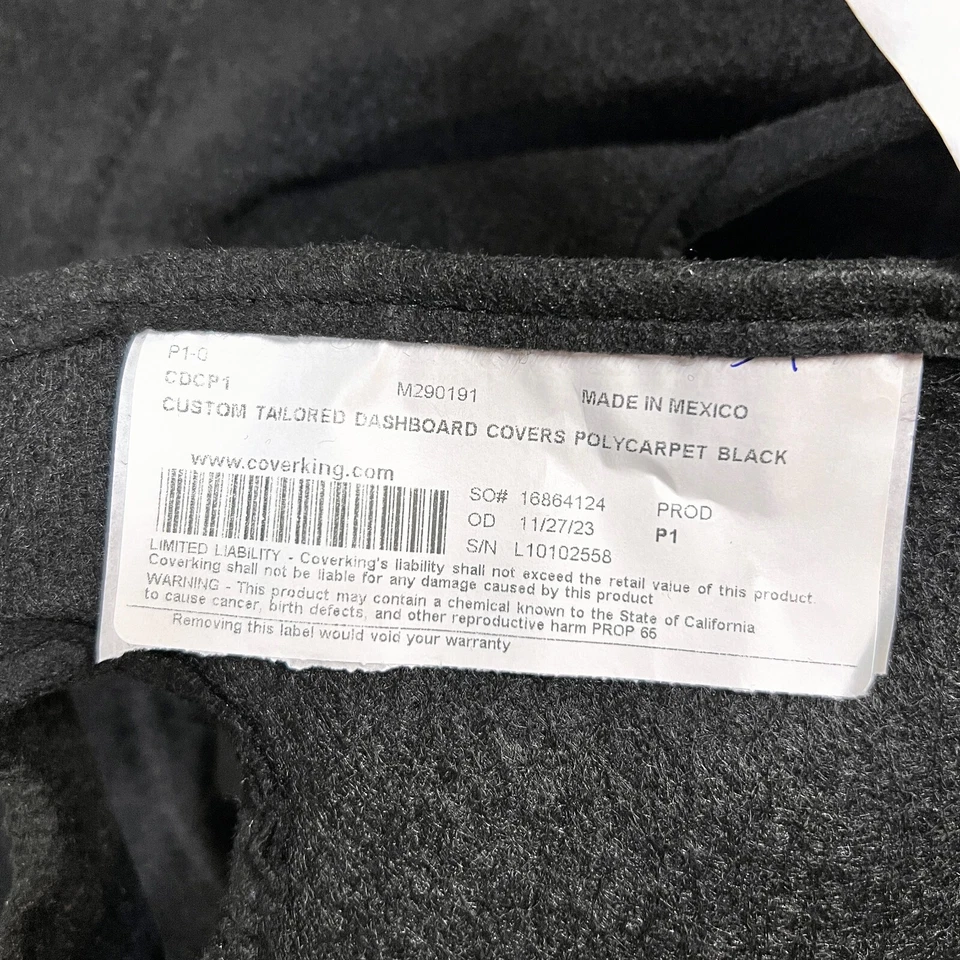 P1-0
CDCP1 M290191 MADE IN MEXICO
CUSTOM TAILORED DASHBOARD COVERS POLYCARPET BLACK
www.coverking.com
SO# 16864124 PROD
OD 11/27/23 P1
S/N L10102558
LIMITED LIABILITY - Coverking's liability shall not exceed the retail value of this product.
Coverking shall not be liable for any damage caused by this product
WARNING - This product may contain a chemical known to the State of California
to cause cancer, birth defects, and other reproductive harm PROP 65
Removing this label would void your warranty